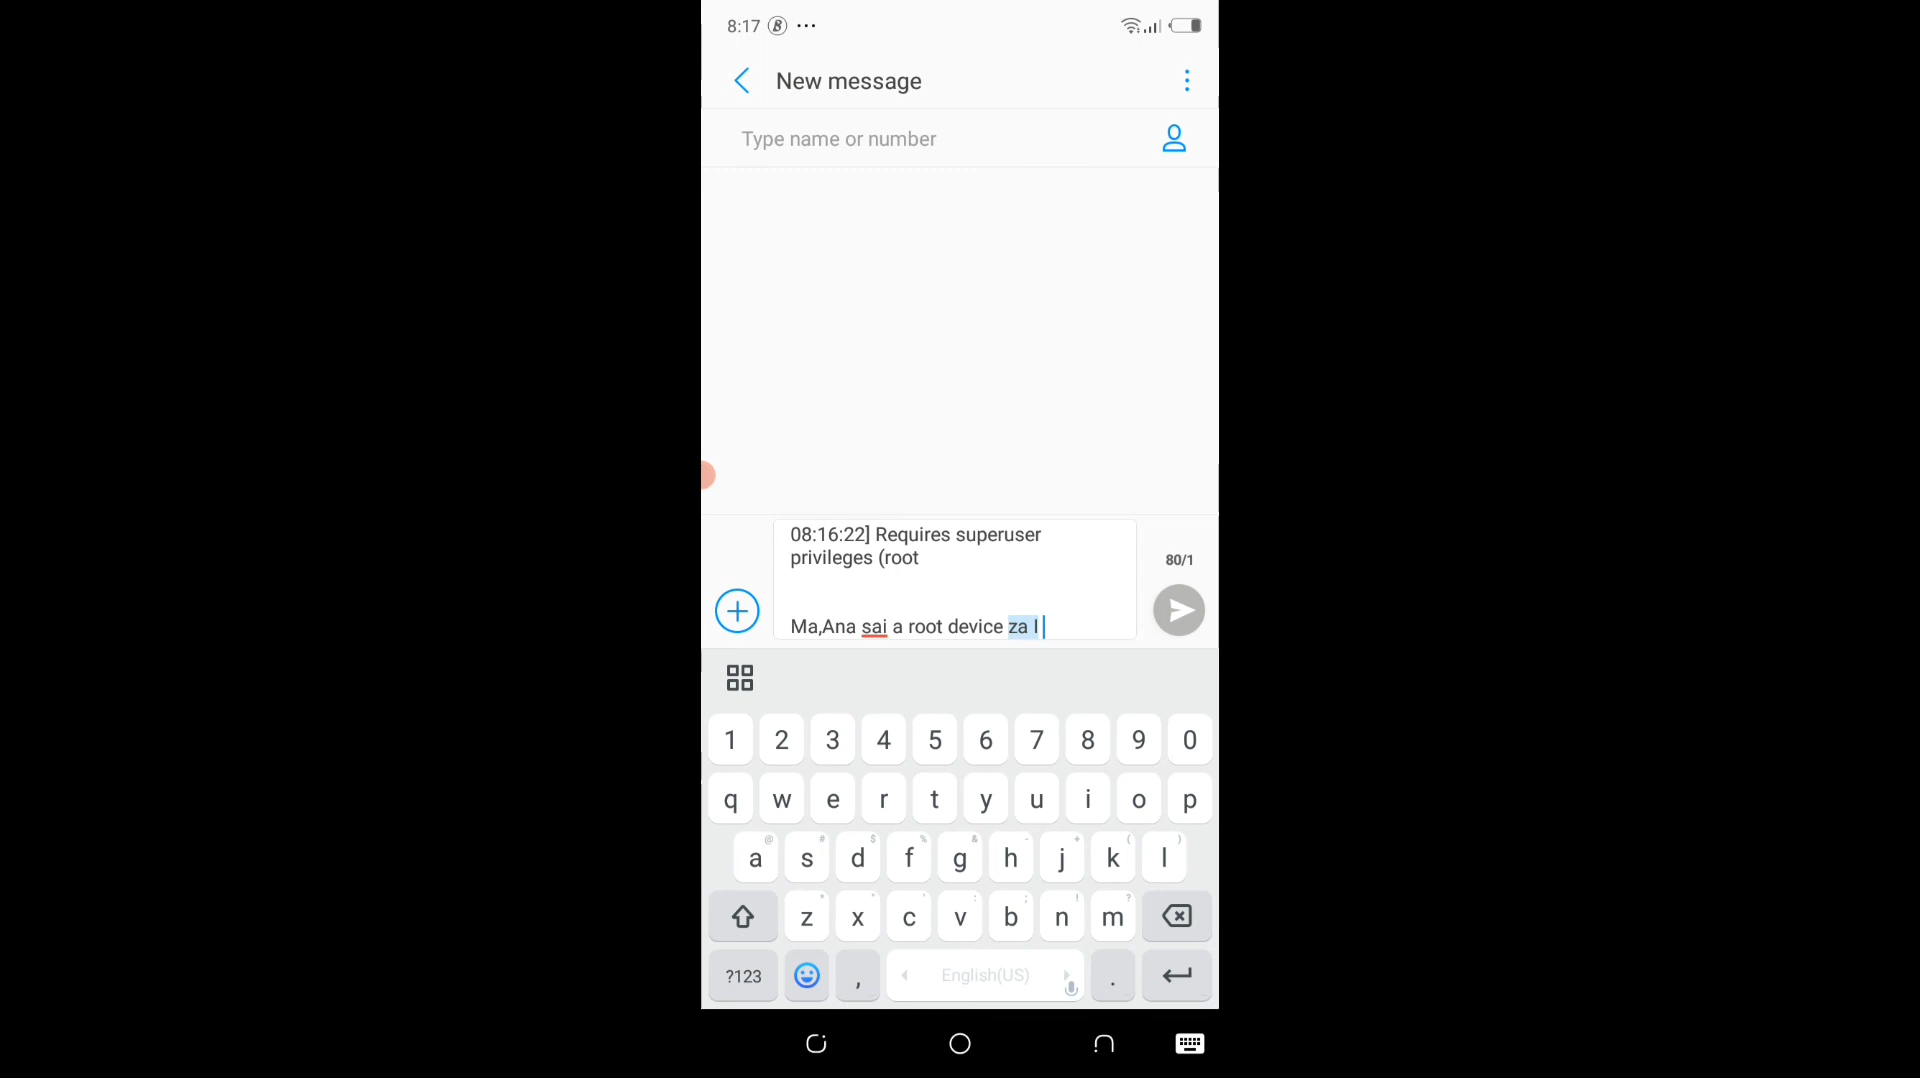 8:17
New message
Type name or number
08:16:22] Requires superuser
privileges (root
80/1
Ma,Ana sai a root device za l
1 2 3 4 5 6 7 8 9 0
q w e r t y u i o p
@ # $ % & - + ( )
a s d f g h j k l
* " ' : ; ! ?
z x c v b n m
?123 , English(US) .